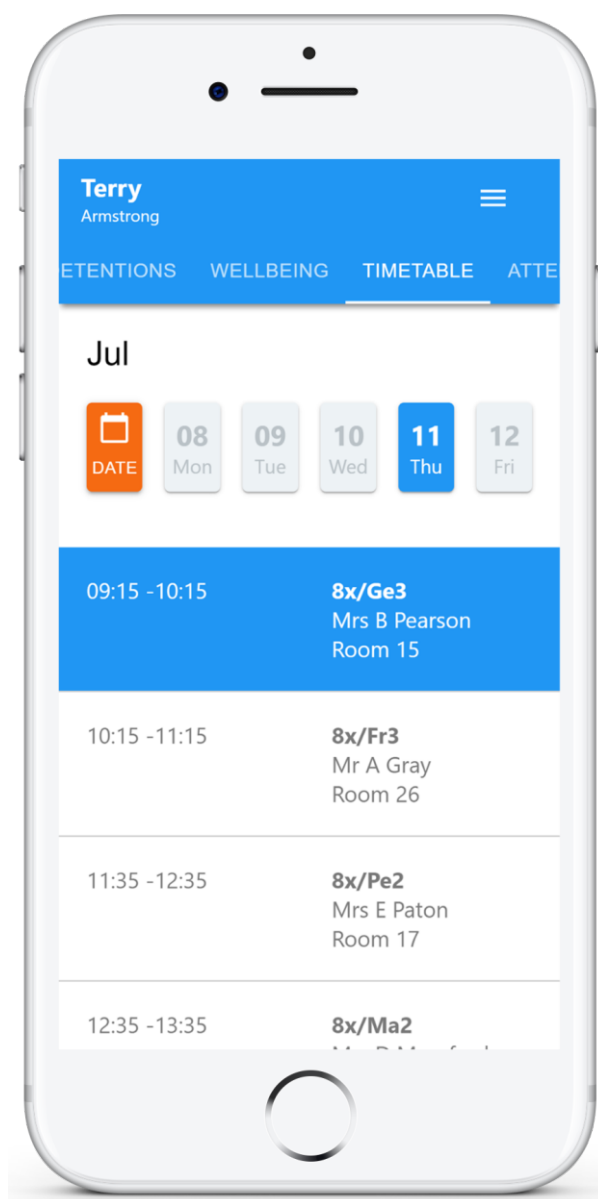 Terry
Armstrong
ETENTIONS WELLBEING TIMETABLE ATTE
Jul
DATE
08 Mon
09 Tue
10 Wed
11 Thu
12 Fri
09:15 -10:15
8x/Ge3
Mrs B Pearson
Room 15
10:15 -11:15
8x/Fr3
Mr A Gray
Room 26
11:35 -12:35
8x/Pe2
Mrs E Paton
Room 17
12:35 -13:35
8x/Ma2